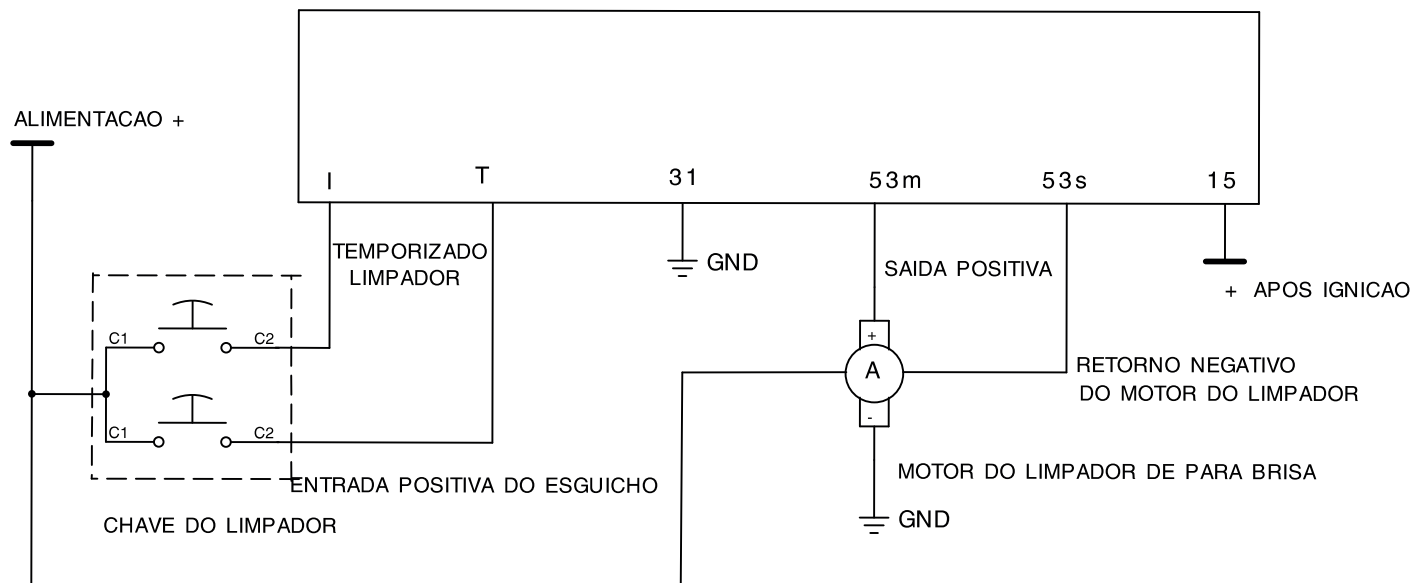 ALIMENTACAO +
I T 31 53m 53s 15
TEMPORIZADO
LIMPADOR
GND
SAIDA POSITIVA
+ APOS IGNICAO
C1 C2
C1 C2
+
A
-
RETORNO NEGATIVO
DO MOTOR DO LIMPADOR
ENTRADA POSITIVA DO ESGUICHO
MOTOR DO LIMPADOR DE PARA BRISA
CHAVE DO LIMPADOR
GND